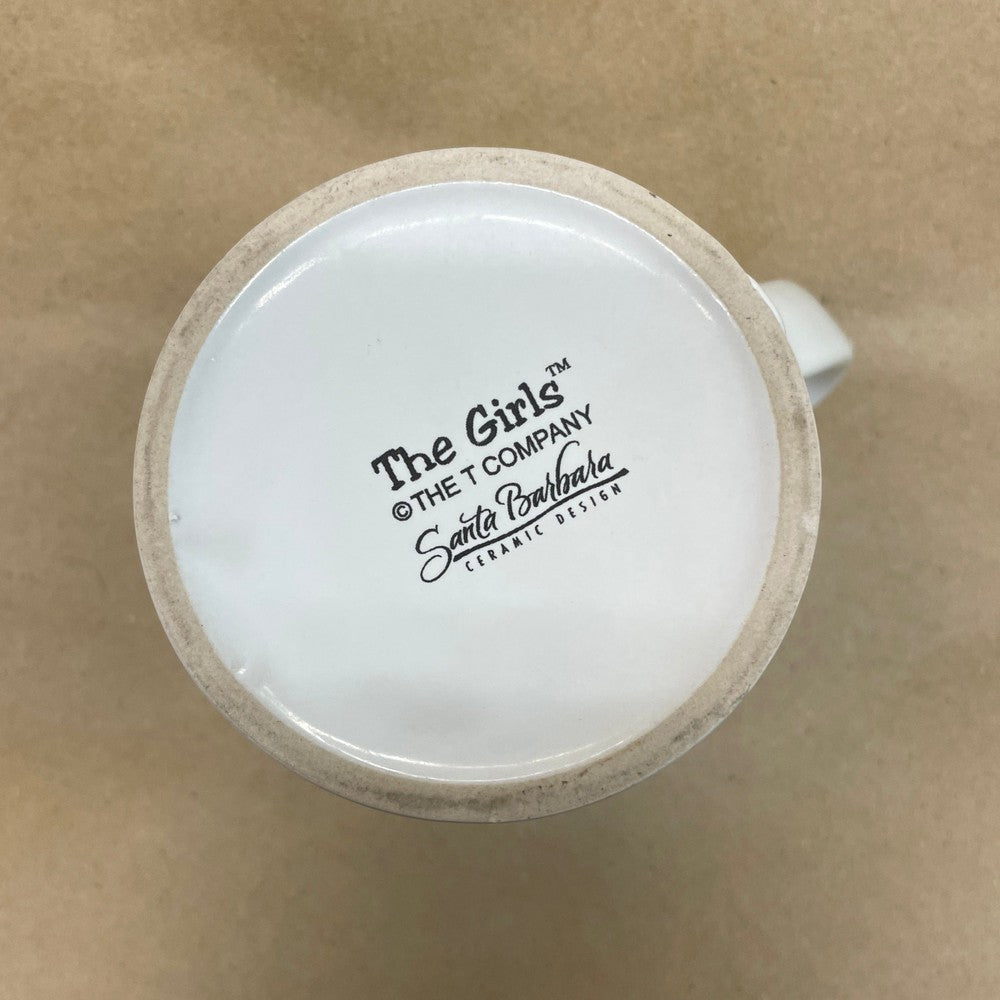 The Girls™
©THE T COMPANY
Santa Barbara
CERAMIC DESIGN